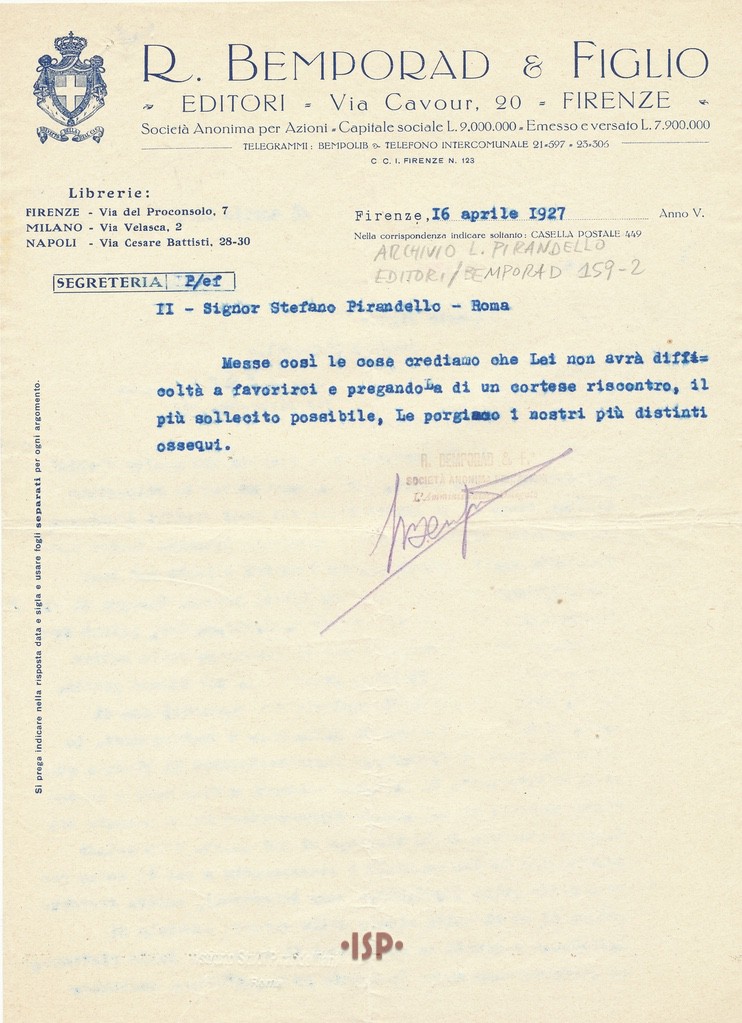 R. BEMPORAD & FIGLIO
EDITORI = Via Cavour, 20 = FIRENZE
Società Anonima per Azioni = Capitale sociale L. 9.000.000 = Emesso e versato L. 7.900.000
TELEGRAMMI: BEMPOLIB TELEFONO INTERCOMUNALE 21-597 - 23-306
C. C. I. FIRENZE N. 123
Librerie:
FIRENZE - Via del Proconsolo, 7
MILANO - Via Velasca, 2
NAPOLI - Via Cesare Battisti, 28-30
Firenze, 16 aprile 1927 Anno V.
Nella corrispondenza indicare soltanto: CASELLA POSTALE 449
ARCHIVIO L. PIRANDELLO
EDITORI/BEMPORAD 159-2
SEGRETERIA P/ef
II - Signor Stefano Pirandello - Roma
Messe così le cose crediamo che Lei non avrà diffi=
coltà a favorirci e pregandoLa di un cortese riscontro, il
più sollecito possibile, Le porgiamo i nostri più distinti
ossequi.
R. BEMPORAD & F.
SOCIETÀ ANONIMA
Si prega indicare nella risposta data e sigla e usare fogli separati per ogni argomento.
•ISP•